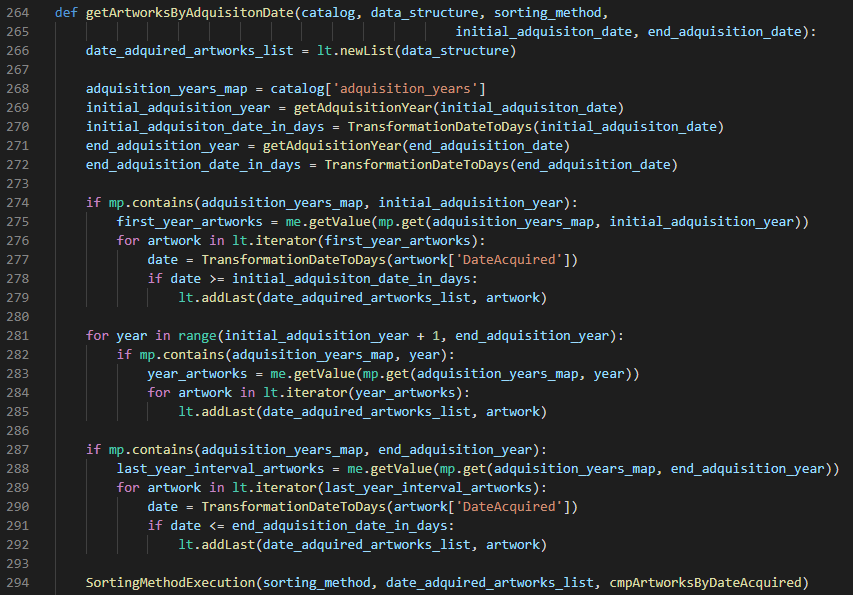 264 def getArtworksByAdquisitonDate(catalog, data_structure, sorting_method,
265 initial_adquisiton_date, end_adquisition_date):
266 date_adquired_artworks_list = lt.newList(data_structure)
267
268 adquisition_years_map = catalog['adquisition_years']
269 initial_adquisition_year = getAdquisitionYear(initial_adquisiton_date)
270 initial_adquisiton_date_in_days = TransformationDateToDays(initial_adquisiton_date)
271 end_adquisition_year = getAdquisitionYear(end_adquisition_date)
272 end_adquisition_date_in_days = TransformationDateToDays(end_adquisition_date)
273
274 if mp.contains(adquisition_years_map, initial_adquisition_year):
275 first_year_artworks = me.getValue(mp.get(adquisition_years_map, initial_adquisition_year))
276 for artwork in lt.iterator(first_year_artworks):
277 date = TransformationDateToDays(artwork['DateAcquired'])
278 if date >= initial_adquisiton_date_in_days:
279 lt.addLast(date_adquired_artworks_list, artwork)
280
281 for year in range(initial_adquisition_year + 1, end_adquisition_year):
282 if mp.contains(adquisition_years_map, year):
283 year_artworks = me.getValue(mp.get(adquisition_years_map, year))
284 for artwork in lt.iterator(year_artworks):
285 lt.addLast(date_adquired_artworks_list, artwork)
286
287 if mp.contains(adquisition_years_map, end_adquisition_year):
288 last_year_interval_artworks = me.getValue(mp.get(adquisition_years_map, end_adquisition_year))
289 for artwork in lt.iterator(last_year_interval_artworks):
290 date = TransformationDateToDays(artwork['DateAcquired'])
291 if date <= end_adquisition_date_in_days:
292 lt.addLast(date_adquired_artworks_list, artwork)
293
294 SortingMethodExecution(sorting_method, date_adquired_artworks_list, cmpArtworksByDateAcquired)